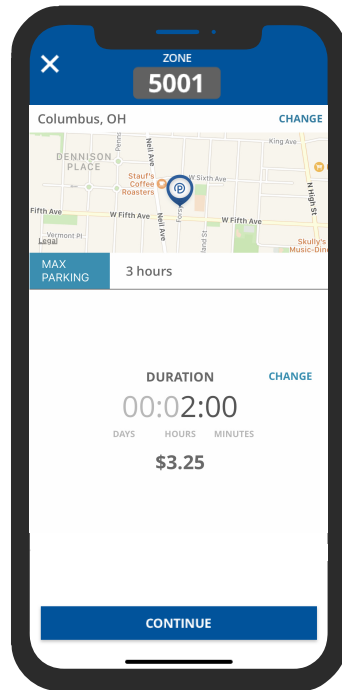 ZONE
5001
Columbus, OH CHANGE
King Ave
DENNISON
PLACE
Neil Ave
Stauf's
Coffee
Roasters
W Sixth Ave
N High St
Fifth Ave
W Fifth Ave
W Fifth Ave
Neil Ave
Vermont Pl
Legal
Skully's
MAX
PARKING
3 hours
DURATION CHANGE
00:02:00
DAYS HOURS MINUTES
$3.25
CONTINUE